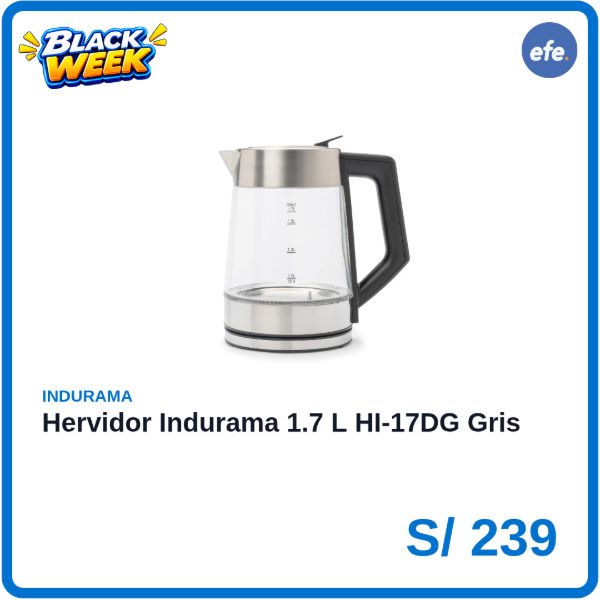 BLACK
WEEK
efe.
INDURAMA
Hervidor Indurama 1.7 L HI-17DG Gris
S/ 239